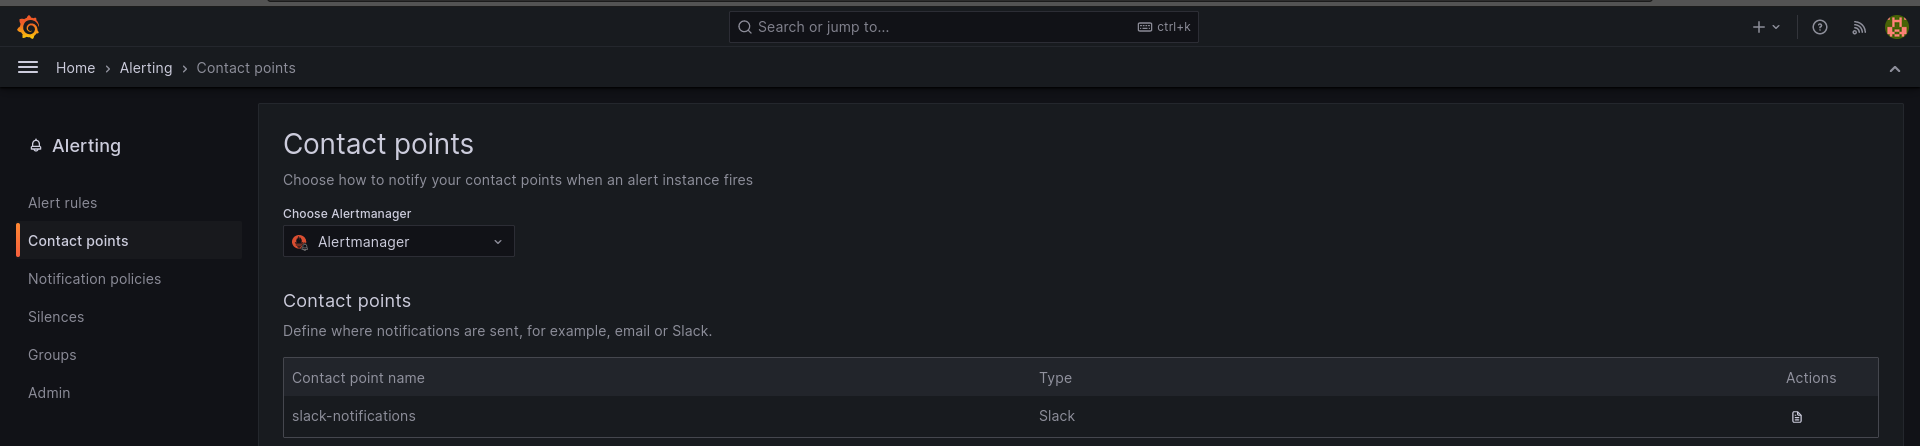 Search or jump to...
ctrl+k
Home
Alerting
Contact points
Alerting
Alert rules
Contact points
Notification policies
Silences
Groups
Admin
Contact points
Choose how to notify your contact points when an alert instance fires
Choose Alertmanager
Alertmanager
Contact points
Define where notifications are sent, for example, email or Slack.
Contact point name Type Actions
slack-notifications Slack